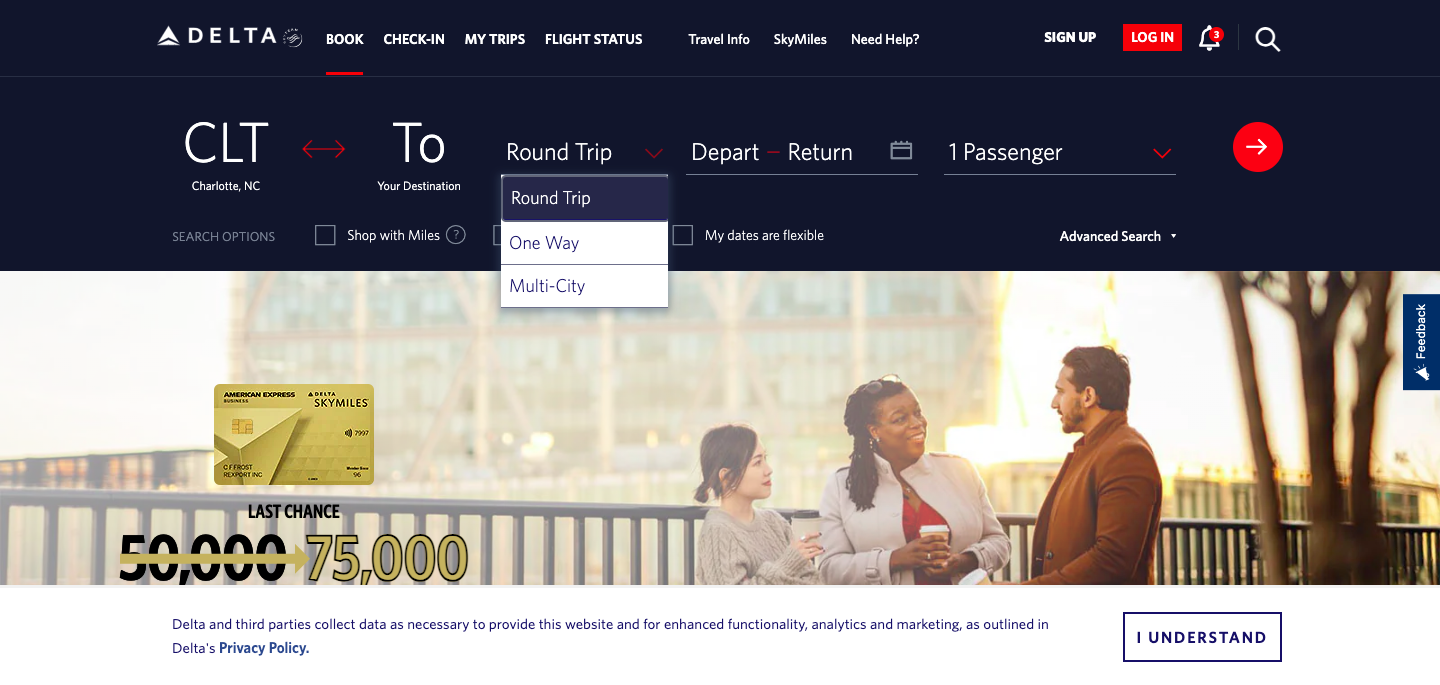 DELTA
BOOK
CHECK-IN
MY TRIPS
FLIGHT STATUS
Travel Info
SkyMiles
Need Help?
SIGN UP
LOG IN
3
CLT
Charlotte, NC
To
Your Destination
Round Trip
Depart – Return
1 Passenger
Round Trip
One Way
Multi-City
SEARCH OPTIONS
Shop with Miles
?
My dates are flexible
Advanced Search
Feedback
AMERICAN EXPRESS
BUSINESS
DELTA
SKYMILES
7997
C F FROST
REXPORT INC
96
LAST CHANCE
50,000 75,000
Delta and third parties collect data as necessary to provide this website and for enhanced functionality, analytics and marketing, as outlined in
Delta's Privacy Policy.
I UNDERSTAND